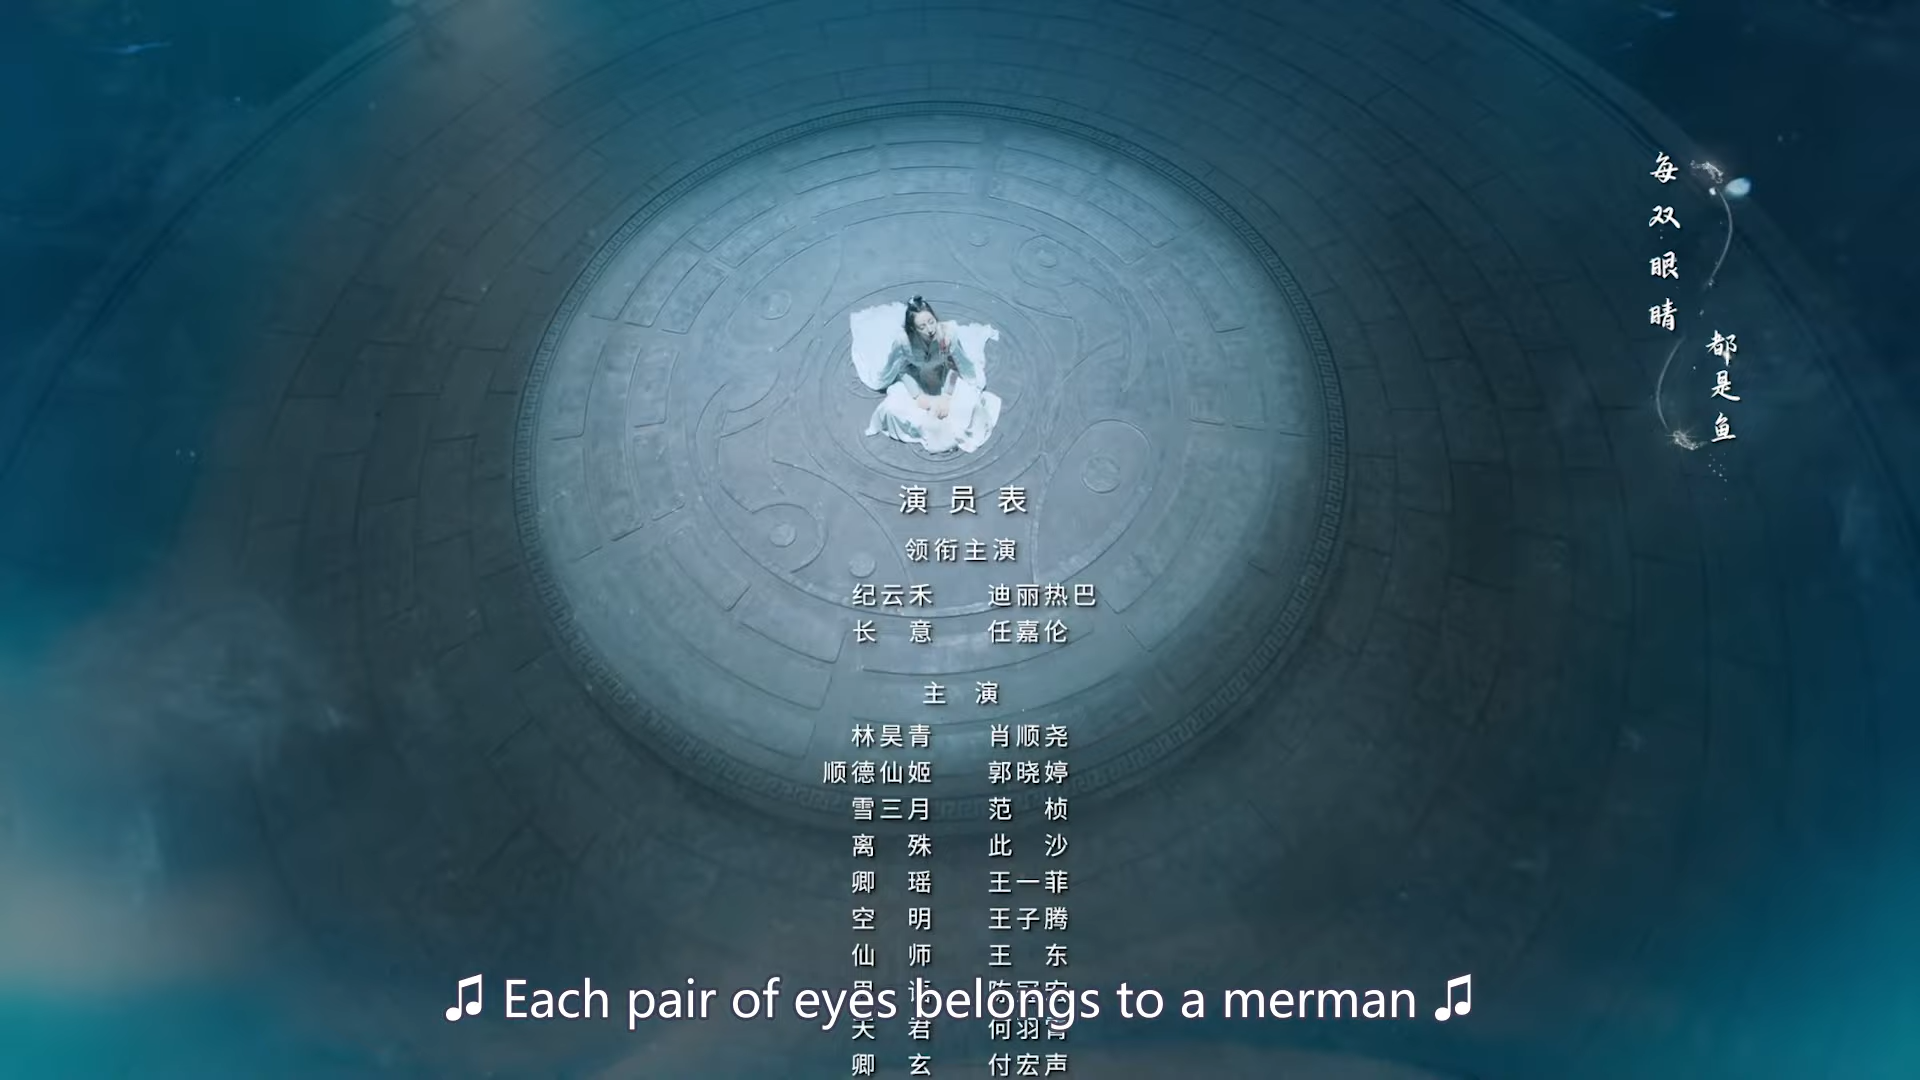 每双眼睛
都是鱼
演员表
领衔主演
纪云禾 迪丽热巴
长意 任嘉伦
主演
林昊青 肖顺尧
顺德仙姬 郭晓婷
雪三月 范桢
离殊 此沙
卿瑶 王一菲
空明 王子腾
仙师 王东
♫ Each pair of eyes belongs to a merman ♫
天君 何羽霄
卿玄 付宏声